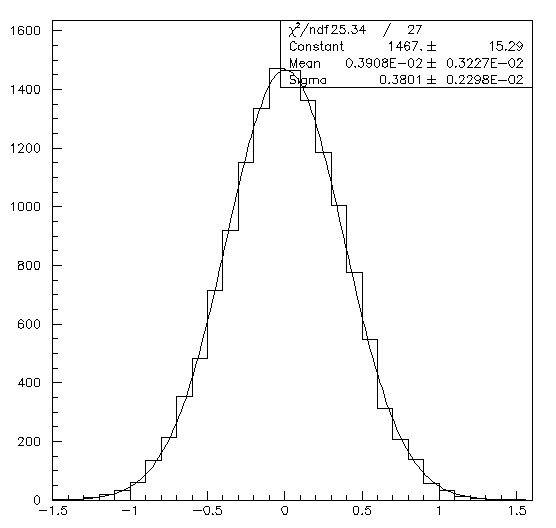 χ²/ndf25.34 / 27
Constant 1467. ± 15.29
Mean 0.3908E-02 ± 0.3227E-02
Sigma 0.3801 ± 0.2298E-02
1600
1400
1200
1000
800
600
400
200
0
-1.5 -1 -0.5 0 0.5 1 1.5